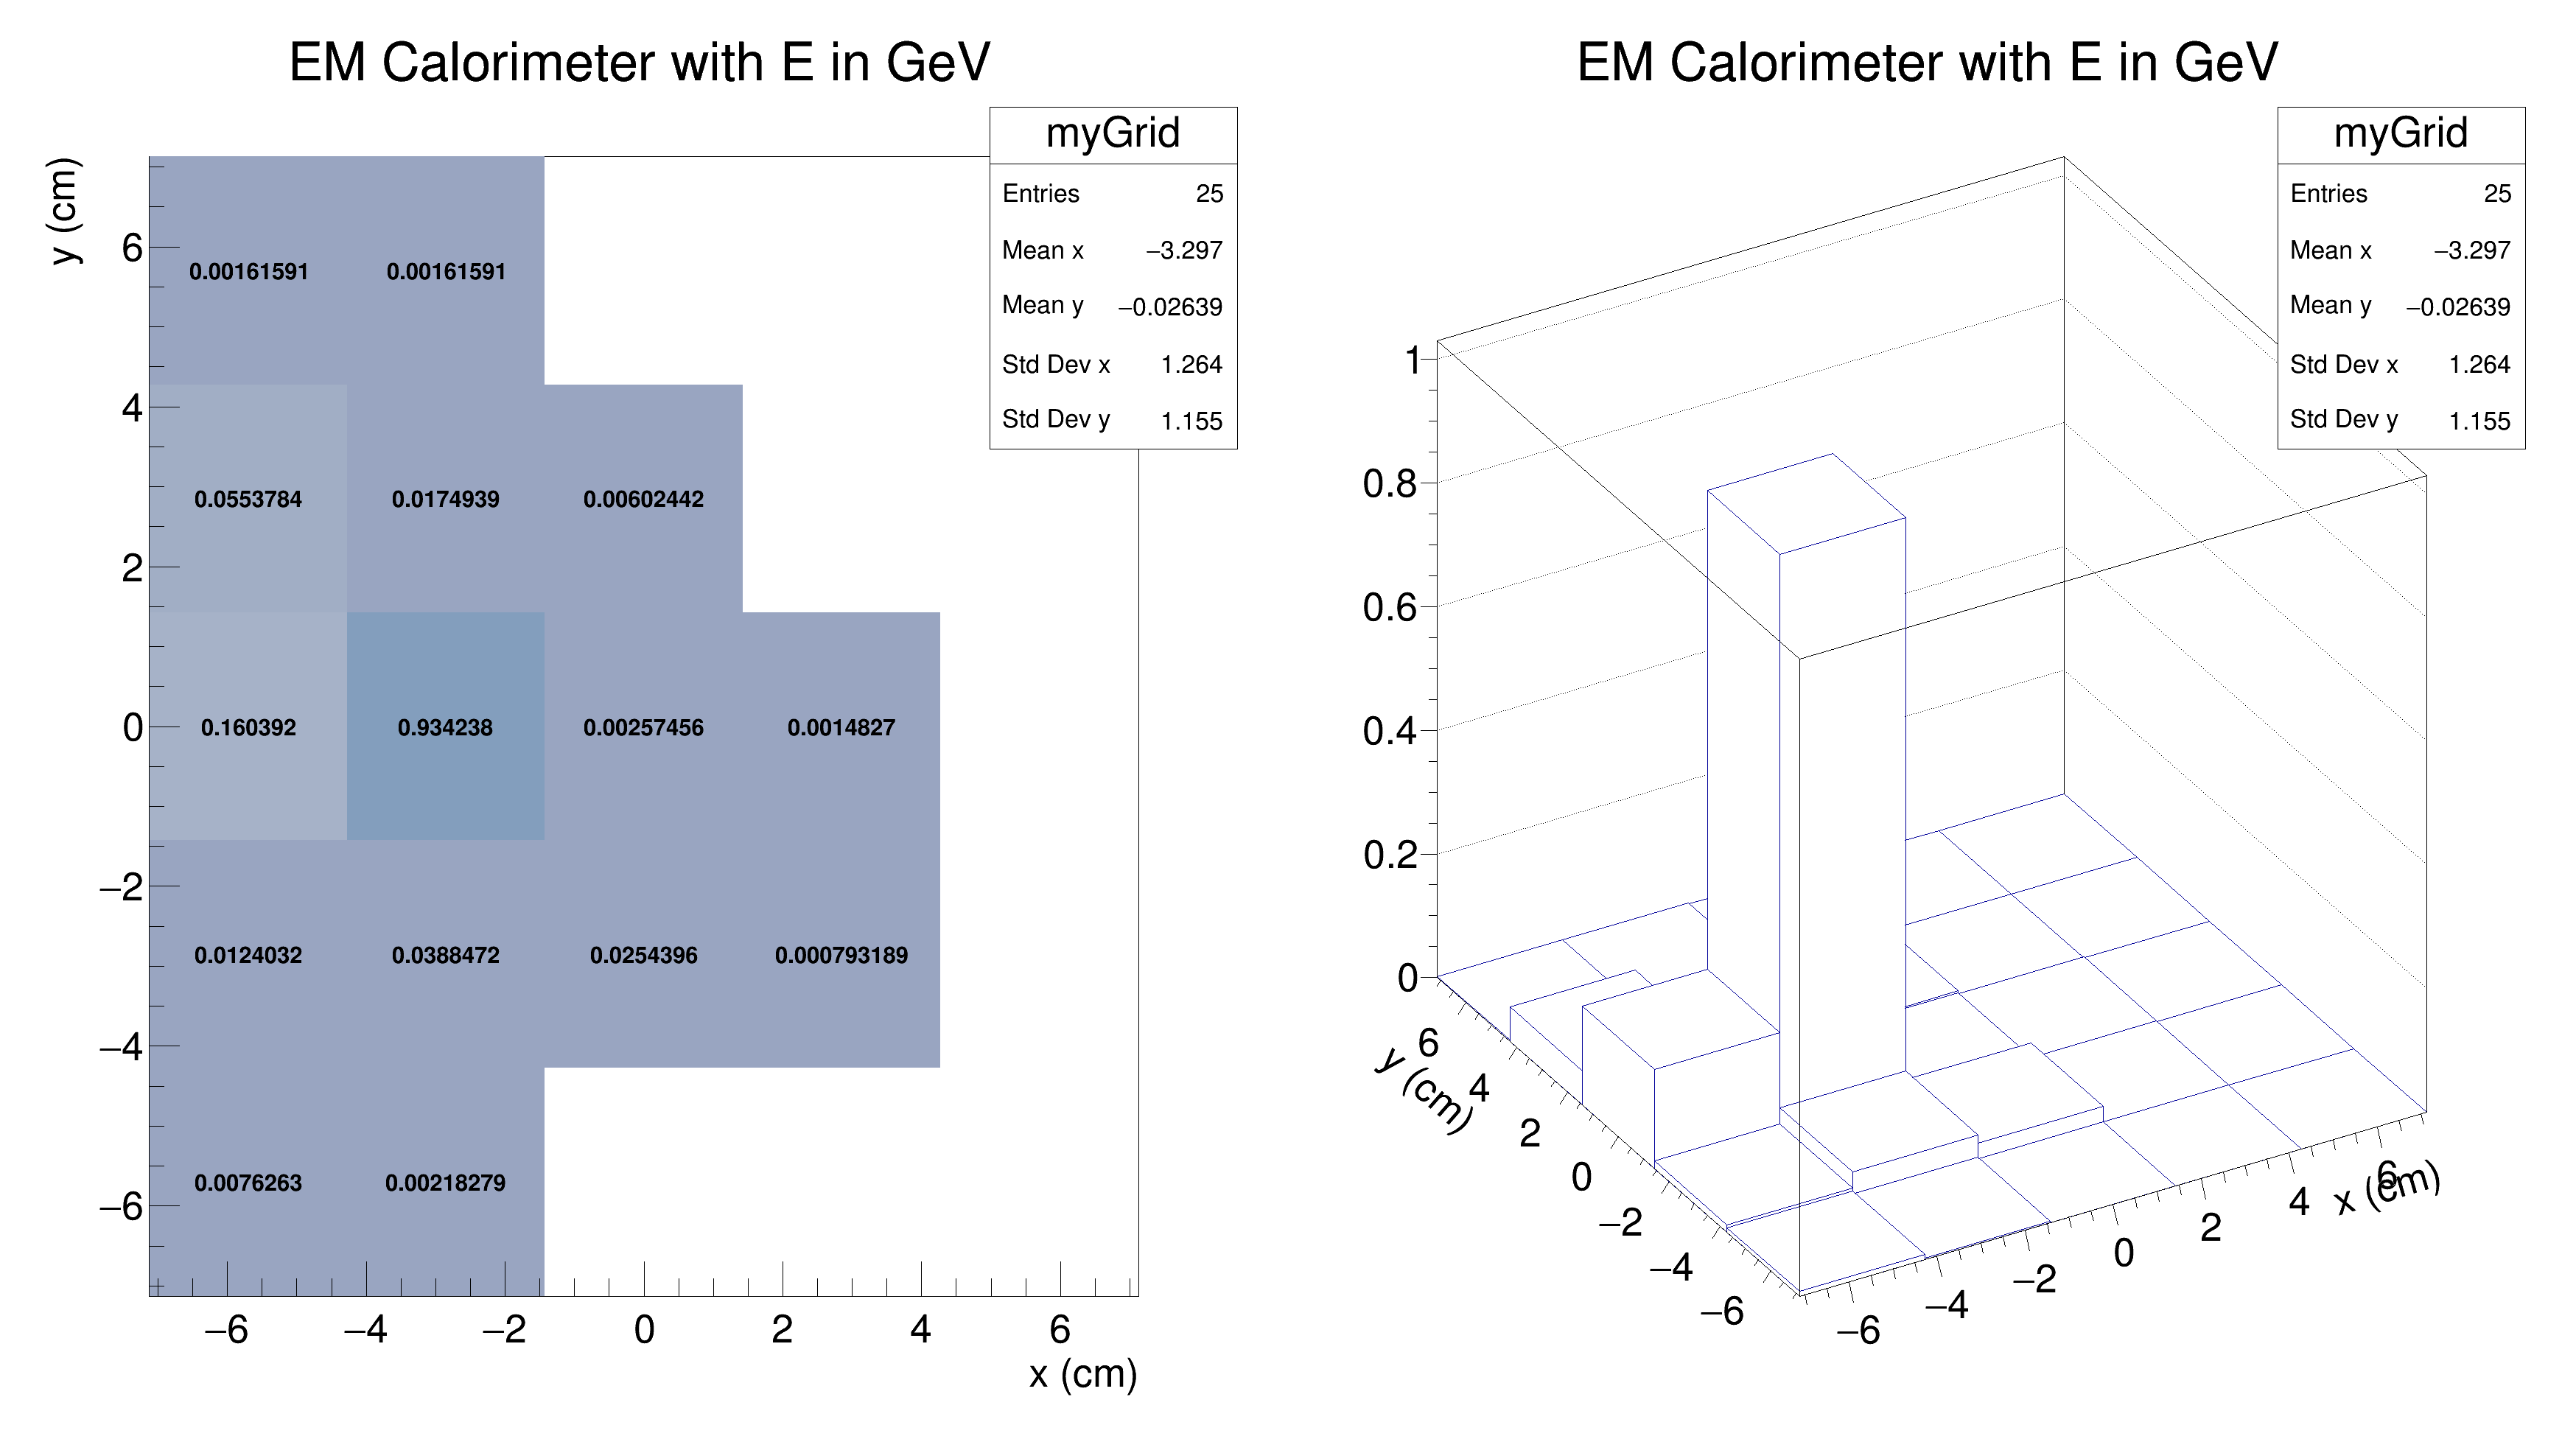 EM Calorimeter with E in GeV
myGrid
Entries 25
Mean x −3.297
Mean y −0.02639
Std Dev x 1.264
Std Dev y 1.155
y (cm)
6
4
2
0
−2
−4
−6
0.00161591 0.00161591
0.0553784 0.0174939 0.00602442
0.160392 0.934238 0.00257456 0.0014827
0.0124032 0.0388472 0.0254396 0.000793189
0.0076263 0.00218279
−6 −4 −2 0 2 4 6
x (cm)
EM Calorimeter with E in GeV
myGrid
Entries 25
Mean x −3.297
Mean y −0.02639
Std Dev x 1.264
Std Dev y 1.155
1
0.8
0.6
0.4
0.2
0
6
4
2
0
−2
−4
−6
y (cm)
−6
−4
−2
0
2
4
6
x (cm)